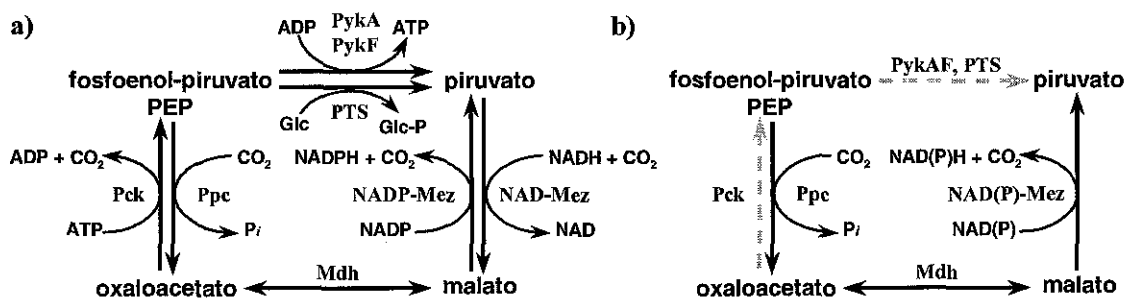 a)
ADP PykA ATP
PykF
fosfoenol-piruvato piruvato
PEP PTS
Glc Glc-P
ADP + CO₂ CO₂ NADPH + CO₂ NADH + CO₂
Pck Ppc NADP-Mez NAD-Mez
ATP Pi NADP NAD
Mdh
oxaloacetato malato
b)
PykAF, PTS
fosfoenol-piruvato piruvato
PEP
CO₂ NAD(P)H + CO₂
Pck Ppc NAD(P)-Mez
Pi NAD(P)
Mdh
oxaloacetato malato